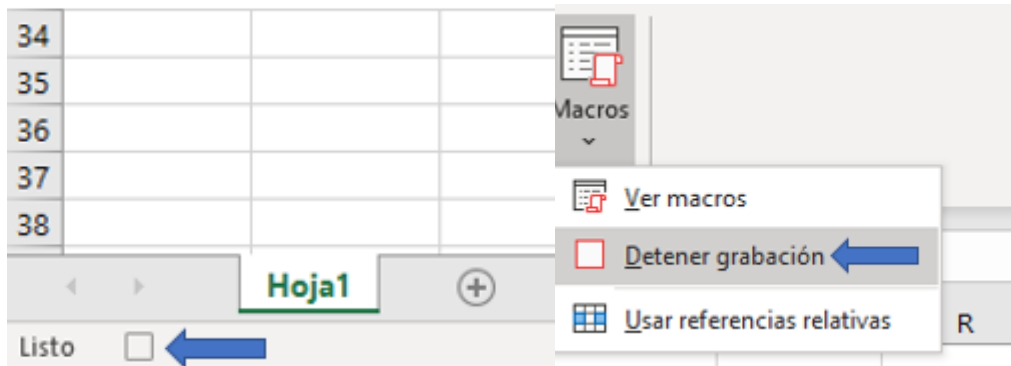 34
35
36
37
38
Hoja1
Listo
Macros
Ver macros
Detener grabación
Usar referencias relativas
R